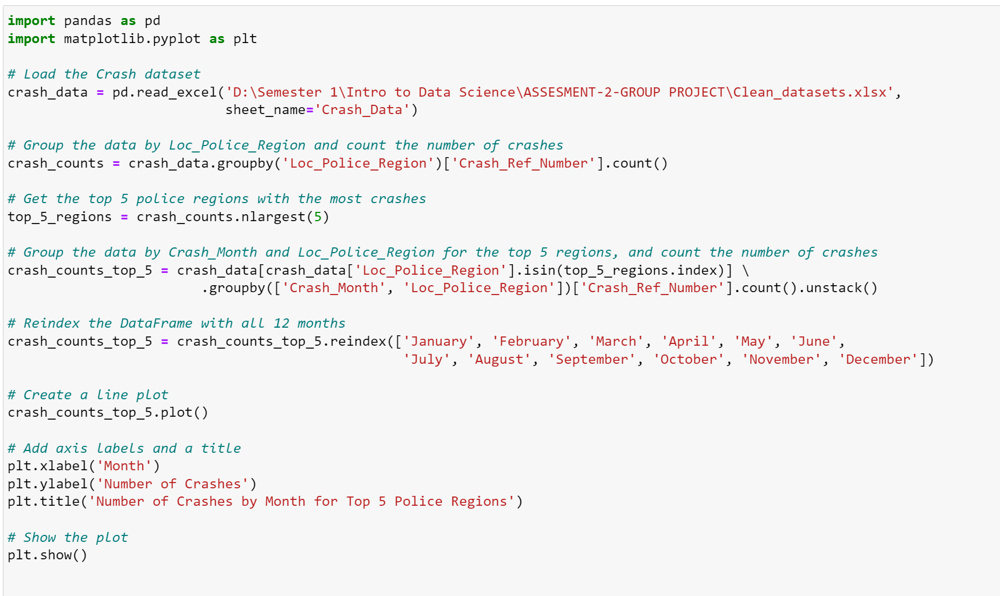 import pandas as pd
import matplotlib.pyplot as plt
# Load the Crash dataset
crash_data = pd.read_excel('D:\Semester 1\Intro to Data Science\ASSESMENT-2-GROUP PROJECT\Clean_datasets.xlsx',
sheet_name='Crash_Data')
# Group the data by Loc_Police_Region and count the number of crashes
crash_counts = crash_data.groupby('Loc_Police_Region')['Crash_Ref_Number'].count()
# Get the top 5 police regions with the most crashes
top_5_regions = crash_counts.nlargest(5)
# Group the data by Crash_Month and Loc_Police_Region for the top 5 regions, and count the number of crashes
crash_counts_top_5 = crash_data[crash_data['Loc_Police_Region'].isin(top_5_regions.index)] \
.groupby(['Crash_Month', 'Loc_Police_Region'])['Crash_Ref_Number'].count().unstack()
# Reindex the DataFrame with all 12 months
crash_counts_top_5 = crash_counts_top_5.reindex(['January', 'February', 'March', 'April', 'May', 'June',
'July', 'August', 'September', 'October', 'November', 'December'])
# Create a line plot
crash_counts_top_5.plot()
# Add axis labels and a title
plt.xlabel('Month')
plt.ylabel('Number of Crashes')
plt.title('Number of Crashes by Month for Top 5 Police Regions')
# Show the plot
plt.show()